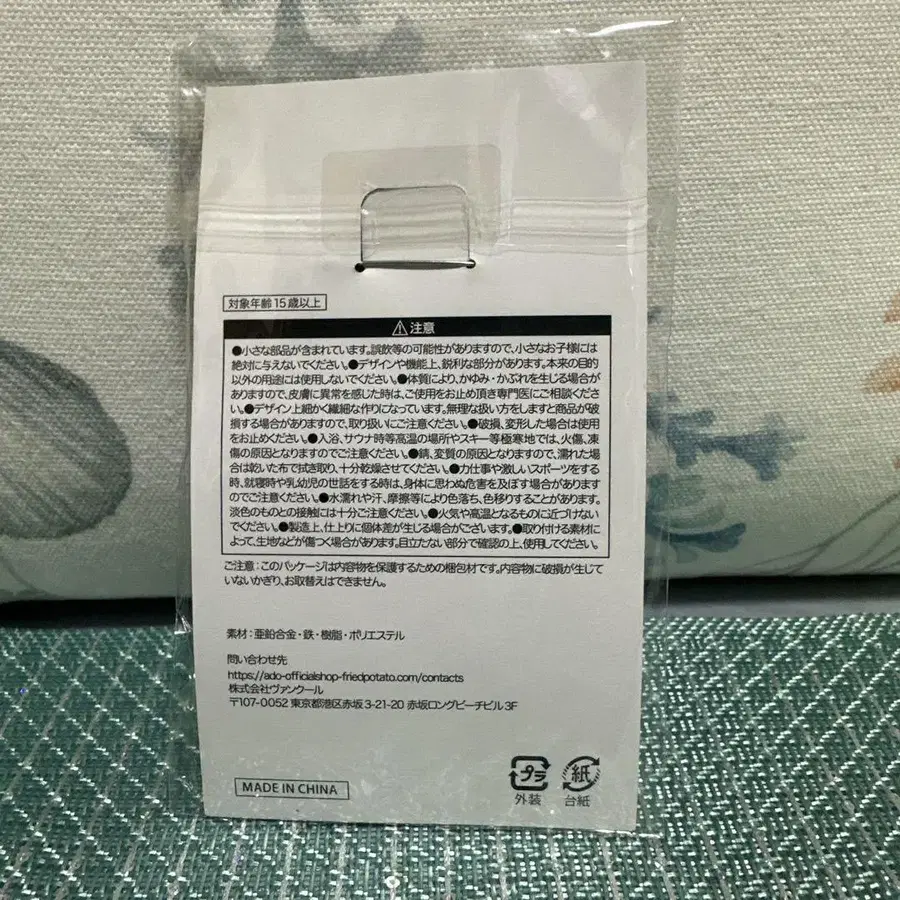 対象年齢15歳以上
⚠注意
●小さな部品が含まれています。誤飲等の可能性がありますので、小さなお子様には
絶対に与えないでください。●デザインや機能上、鋭利な部分があります。本来の目的
以外の用途には使用しないでください。●体質により、かゆみ・かぶれを生じる場合が
ありますので、皮膚に異常を感じた時は、ご使用をお止め頂き専門医にご相談くださ
い。●デザイン上細かく繊細な作りになっています。無理な扱い方をしますと商品が破
損する場合がありますので、取り扱いにご注意ください。●破損、変形した場合は使用
をお止めください。●入浴、サウナ時等高温の場所やスキー等極寒地では、火傷、凍
傷の原因となりますのでご注意ください。●錆、変質の原因となりますので、濡れた場
合は乾いた布で拭き取り、十分乾燥させてください。●力仕事や激しいスポーツをする
時、就寝時や乳幼児の世話をする時は、身体に思わぬ危害を及ぼす場合があります
のでご注意ください。●水濡れや汗、摩擦等により色落ち、色移りすることがあります。
淡色のものとの接触には十分ご注意ください。●火気や高温となるものに近づけない
でください。●製造上、仕上りに個体差が生じる場合がございます。●取り付ける素材に
よって、生地などが傷つく場合があります。目立たない部分で確認の上、使用してください。
ご注意：このパッケージは内容物を保護するための梱包材です。内容物に破損が生じて
いないかぎり、お取替えはできません。
素材：亜鉛合金・鉄・樹脂・ポリエステル
問い合わせ先
https://ado-officialshop-friedpotato.com/contacts
株式会社ヴァンクール
〒107-0052 東京都港区赤坂3-21-20 赤坂ロングビーチビル3F
プラ 紙
外装 台紙
MADE IN CHINA